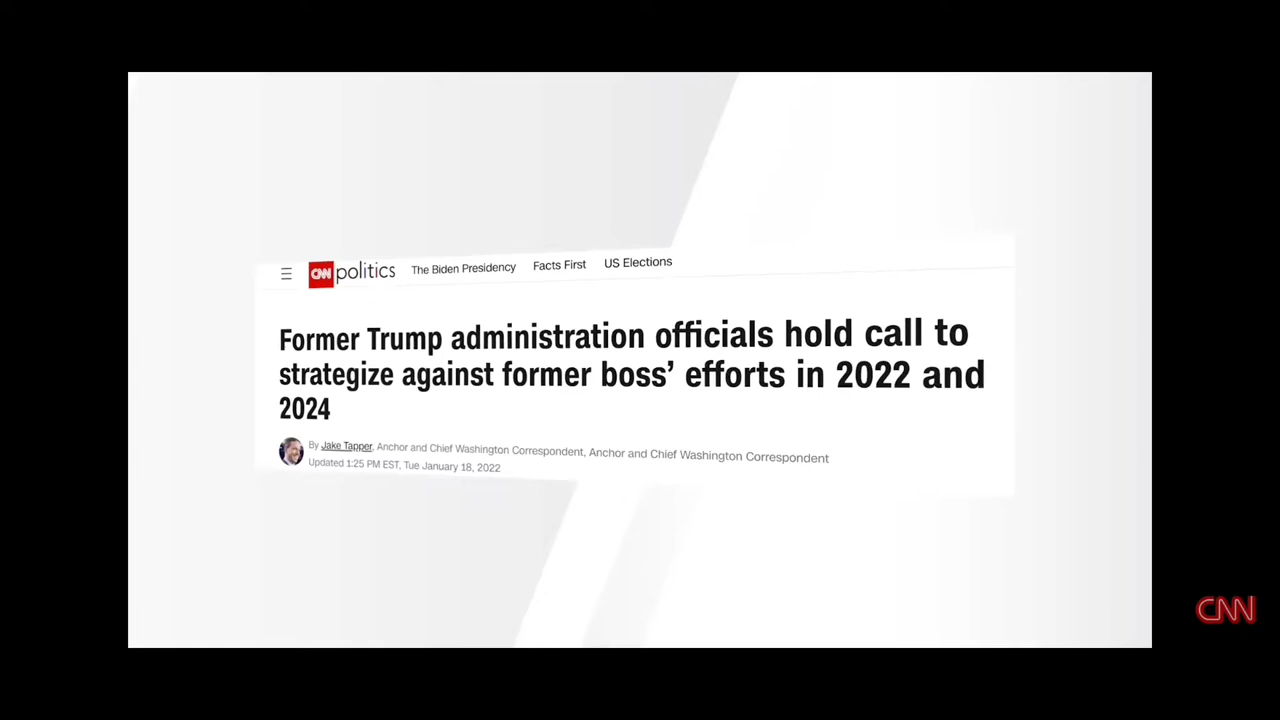 CNN politics The Biden Presidency Facts First US Elections
Former Trump administration officials hold call to
strategize against former boss’ efforts in 2022 and
2024
By Jake Tapper, Anchor and Chief Washington Correspondent, Anchor and Chief Washington Correspondent
Updated 1:25 PM EST, Tue January 18, 2022
CNN